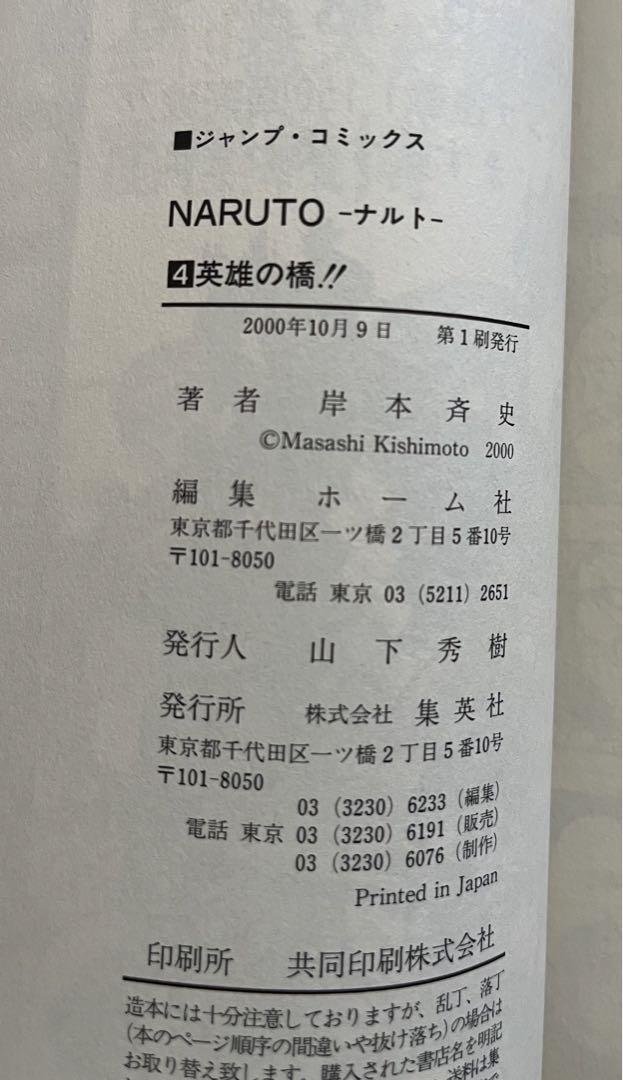 ■ジャンプ・コミックス
NARUTO -ナルト-
4英雄の橋!!
2000年10月9日 第1刷発行
著者 岸本斉史
©Masashi Kishimoto 2000
編集 ホーム社
東京都千代田区一ツ橋2丁目5番10号
〒101-8050
電話 東京 03 (5211) 2651
発行人 山下秀樹
発行所 株式会社 集英社
東京都千代田区一ツ橋2丁目5番10号
〒101-8050
03 (3230) 6233 (編集)
電話 東京 03 (3230) 6191 (販売)
03 (3230) 6076 (制作)
Printed in Japan
印刷所 共同印刷株式会社
造本には十分注意しておりますが、乱丁、落丁
(本のページ順序の間違いや抜け落ち)の場合は
お取り替え致します。購入された書店名を明記
送料は集